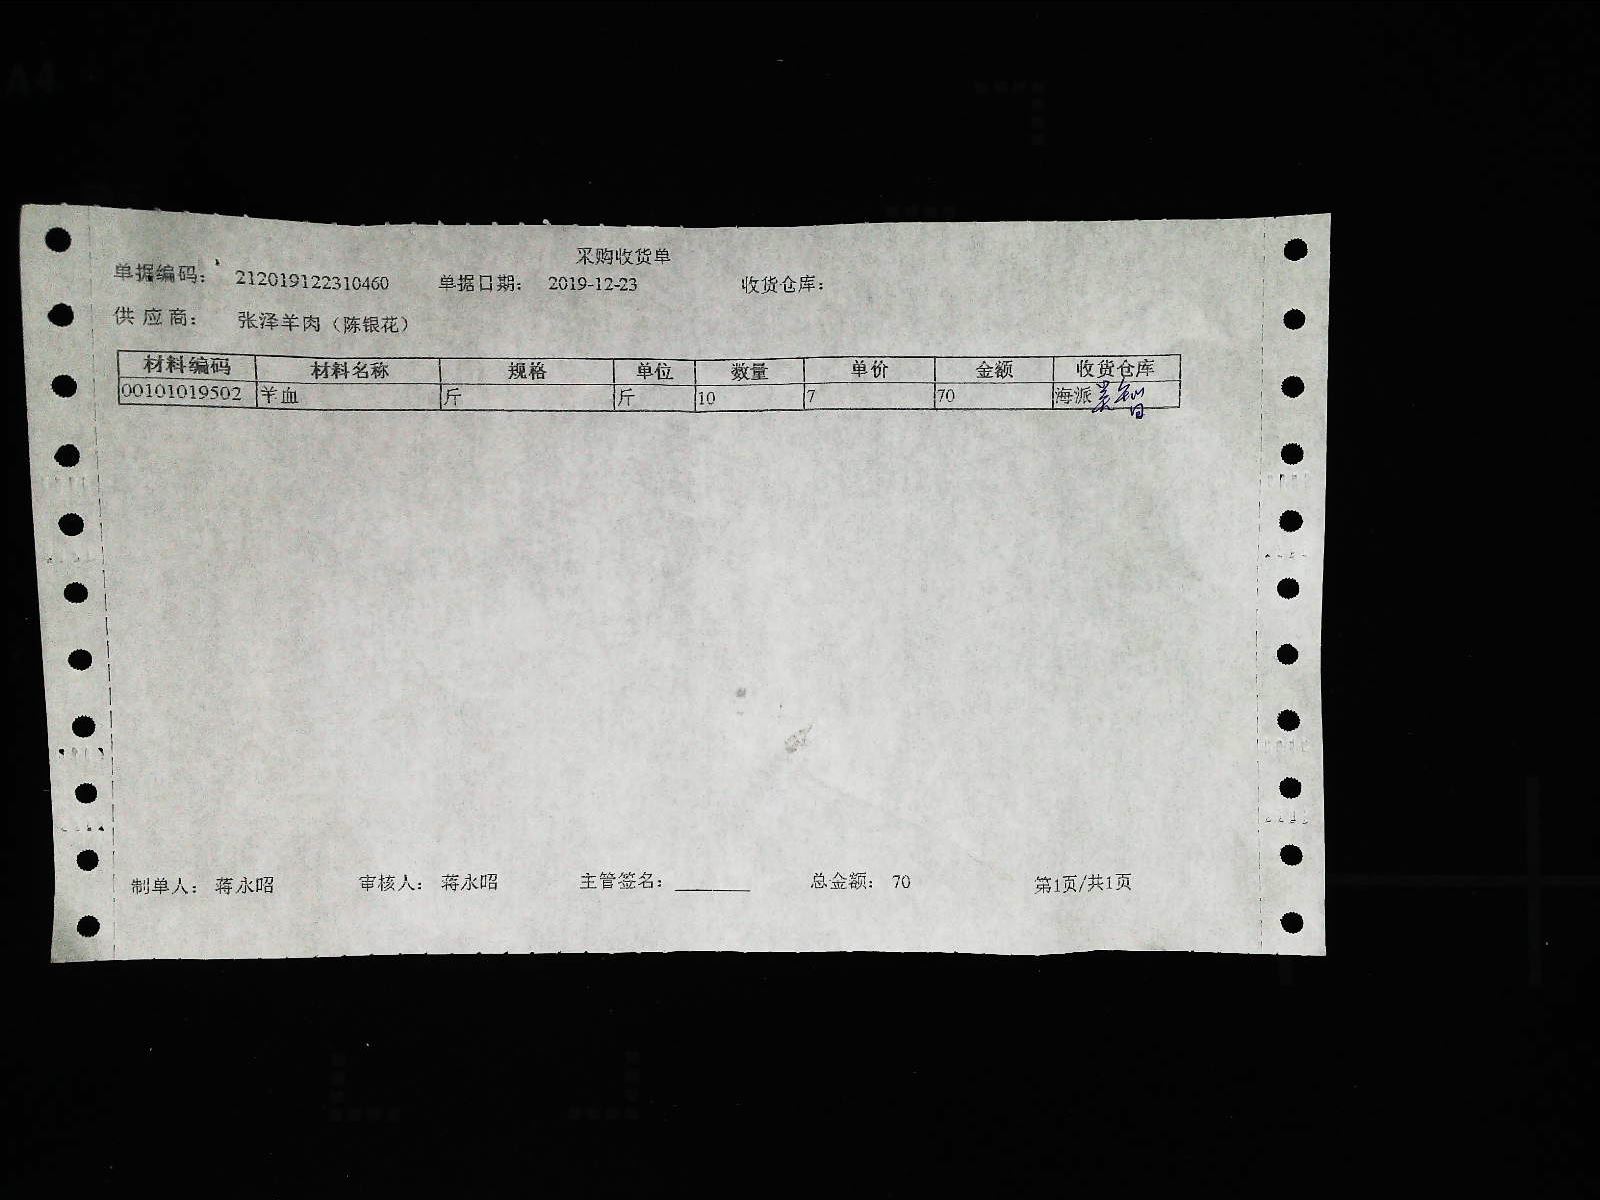 采购收货单
单据编码： 212019122310460 单据日期： 2019-12-23 收货仓库：
供应商： 张泽羊肉（陈银花）
材料编码 材料名称 规格 单位 数量 单价 金额 收货仓库
00101019502 羊血 斤 斤 10 7 70 海派
制单人： 蒋永昭 审核人： 蒋永昭 主管签名： 总金额： 70 第1页/共1页